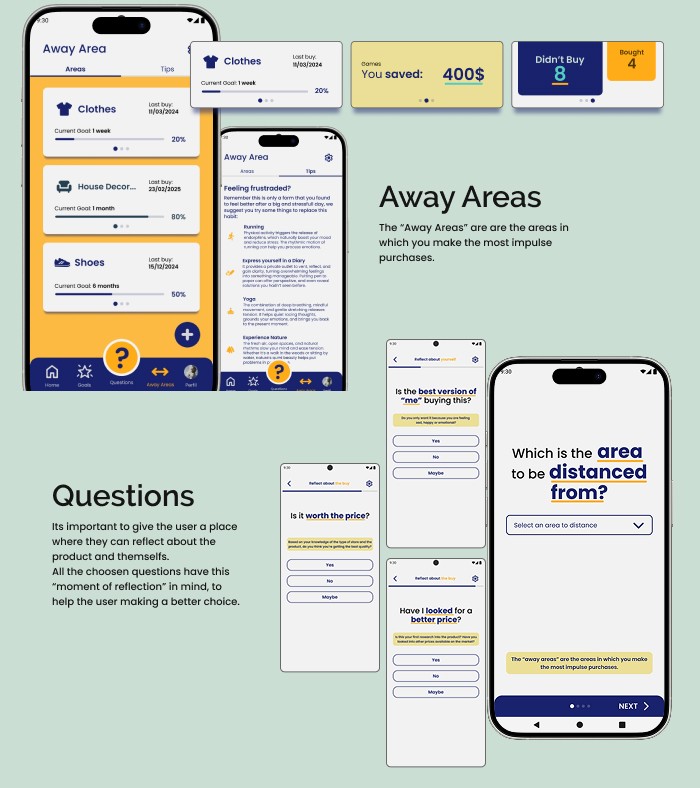 9:30
Away Area
Areas
Tips
Clothes
Last buy:
11/03/2024
Current Goal: 1 week
20%
House Decor...
Last buy:
23/02/2025
Current Goal: 1 month
80%
Shoes
Last buy:
15/12/2024
Current Goal: 6 months
50%
?
Home
Goals
Questions
Away Areas
Perfil
Clothes
Last buy:
11/03/2024
Current Goal: 1 week
20%
Games
You saved:
400$
Didn't Buy
8
Bought
4
Away Area
Areas
Tips
Feeling frustraded?
Remember this is only a form that you found
to feel better after a big and stressfull day, we
suggest you try some things to replace this
habit:
Running
Physical activity triggers the release of
endorphins, which naturally boost your mood
and reduce stress. The rhythmic motion of
running can help you process emotions
Express yourself in a Diary
It provides a private outlet to vent, reflect and
gain clarity, turning overwhelming feelings
into something manageable. Putting pen to
paper can offer perspective, and even reveal
solutions you hadn't seen before.
Yoga
The combination of deep breathing, mindful
movement, and gentle stretching releases
tension. It helps quiet racing thoughts,
grounds your emotions, and brings you back
to the present moment
Experience Nature
The fresh air, open spaces, and natural
rhythms slow your mind and ease tension.
Whether it's a walk in the woods or sitting by
water, nature's quiet beauty helps put
problems in
?
Home
Goals
Questions
Perfil
Away Areas
The “Away Areas” are are the areas in
which you make the most impulse
purchases.
Questions
Its important to give the user a place
where they can reflect about the
product and themselfs.
All the choosen questions have this
“moment of reflection” in mind, to
help the user making a better choice.
9:30
Reflect about the buy
Is it worth the price?
Based on your knowledge of the type of store and the
product, do you think you is getting the best quality?
Yes
No
Maybe
9:30
Reflect about yourself
Is the best version of
“me” buying this?
Do you only want it because you are feeling
sad, happy or emotional?
Yes
No
Maybe
9:30
Reflect about the buy
Have I looked for a
better price?
Is this your first research into the product? Have you
looked into other prices available on the market?
Yes
No
Maybe
9:30
Which is the area
to be distanced
from?
Select an area to distance
The “away areas” are the areas in which you make
the most impulse purchases.
NEXT